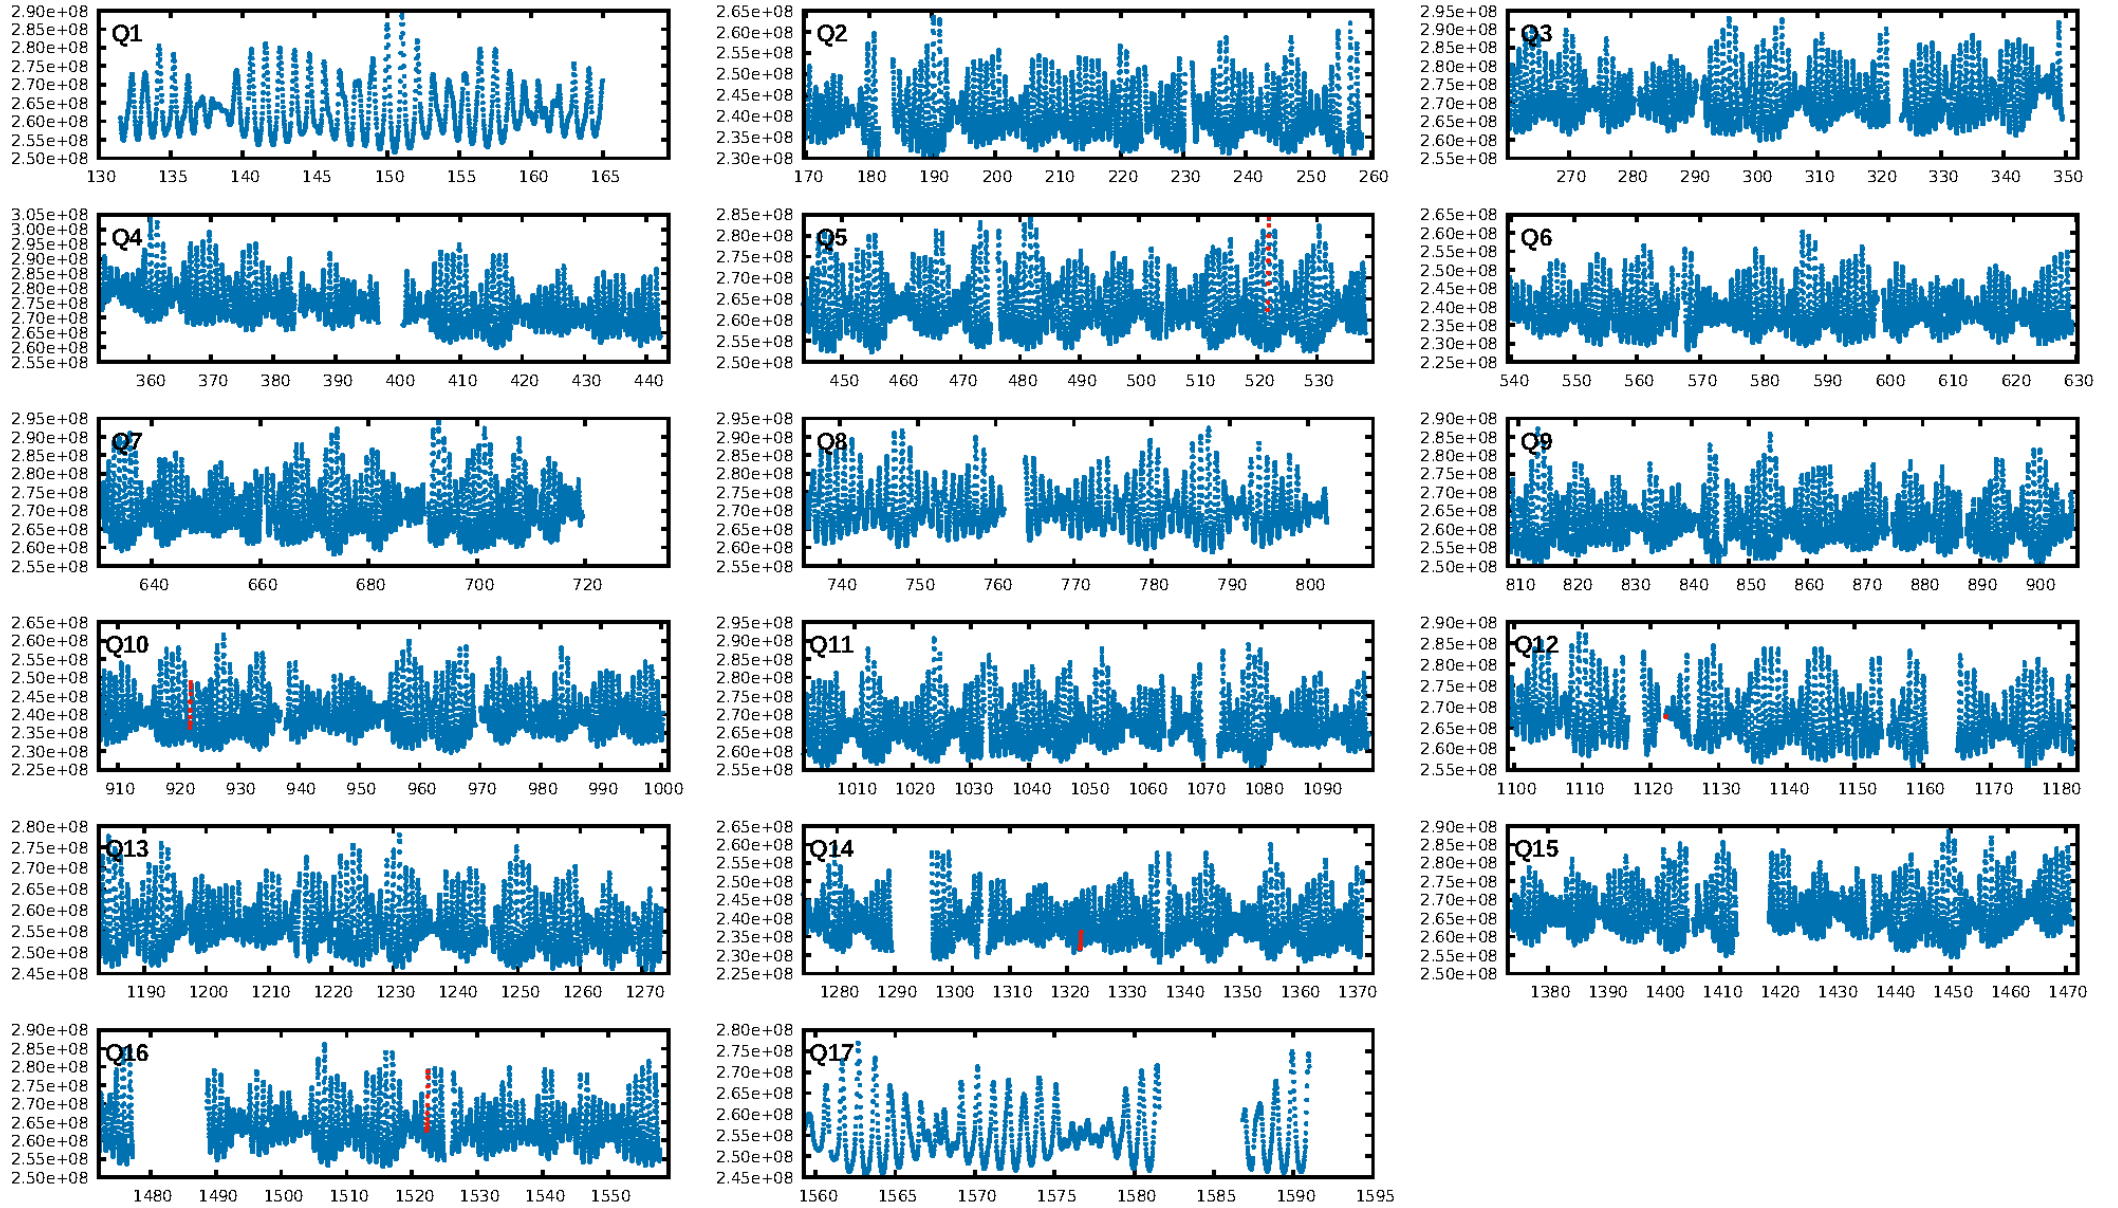 2.90e+08
2.85e+08
2.80e+08
2.75e+08
2.70e+08
2.65e+08
2.60e+08
2.55e+08
2.50e+08
Q1
130 135 140 145 150 155 160 165
2.65e+08
2.60e+08
2.55e+08
2.50e+08
2.45e+08
2.40e+08
2.35e+08
2.30e+08
Q2
170 180 190 200 210 220 230 240 250 260
2.95e+08
2.90e+08
2.85e+08
2.80e+08
2.75e+08
2.70e+08
2.65e+08
2.60e+08
2.55e+08
Q3
270 280 290 300 310 320 330 340 350
3.05e+08
3.00e+08
2.95e+08
2.90e+08
2.85e+08
2.80e+08
2.75e+08
2.70e+08
2.65e+08
2.60e+08
2.55e+08
Q4
360 370 380 390 400 410 420 430 440
2.85e+08
2.80e+08
2.75e+08
2.70e+08
2.65e+08
2.60e+08
2.55e+08
2.50e+08
Q5
450 460 470 480 490 500 510 520 530
2.65e+08
2.60e+08
2.55e+08
2.50e+08
2.45e+08
2.40e+08
2.35e+08
2.30e+08
2.25e+08
Q6
540 550 560 570 580 590 600 610 620 630
2.95e+08
2.90e+08
2.85e+08
2.80e+08
2.75e+08
2.70e+08
2.65e+08
2.60e+08
2.55e+08
Q7
640 660 680 700 720
2.95e+08
2.90e+08
2.85e+08
2.80e+08
2.75e+08
2.70e+08
2.65e+08
2.60e+08
2.55e+08
Q8
740 750 760 770 780 790 800
2.90e+08
2.85e+08
2.80e+08
2.75e+08
2.70e+08
2.65e+08
2.60e+08
2.55e+08
2.50e+08
Q9
810 820 830 840 850 860 870 880 890 900
2.65e+08
2.60e+08
2.55e+08
2.50e+08
2.45e+08
2.40e+08
2.35e+08
2.30e+08
2.25e+08
Q10
910 920 930 940 950 960 970 980 990 1000
2.95e+08
2.90e+08
2.85e+08
2.80e+08
2.75e+08
2.70e+08
2.65e+08
2.60e+08
2.55e+08
Q11
1010 1020 1030 1040 1050 1060 1070 1080 1090
2.90e+08
2.85e+08
2.80e+08
2.75e+08
2.70e+08
2.65e+08
2.60e+08
2.55e+08
Q12
1100 1110 1120 1130 1140 1150 1160 1170 1180
2.80e+08
2.75e+08
2.70e+08
2.65e+08
2.60e+08
2.55e+08
2.50e+08
2.45e+08
Q13
1190 1200 1210 1220 1230 1240 1250 1260 1270
2.65e+08
2.60e+08
2.55e+08
2.50e+08
2.45e+08
2.40e+08
2.35e+08
2.30e+08
2.25e+08
Q14
1280 1290 1300 1310 1320 1330 1340 1350 1360 1370
2.90e+08
2.85e+08
2.80e+08
2.75e+08
2.70e+08
2.65e+08
2.60e+08
2.55e+08
2.50e+08
Q15
1380 1390 1400 1410 1420 1430 1440 1450 1460 1470
2.90e+08
2.85e+08
2.80e+08
2.75e+08
2.70e+08
2.65e+08
2.60e+08
2.55e+08
2.50e+08
Q16
1480 1490 1500 1510 1520 1530 1540 1550
2.80e+08
2.75e+08
2.70e+08
2.65e+08
2.60e+08
2.55e+08
2.50e+08
2.45e+08
Q17
1560 1565 1570 1575 1580 1585 1590 1595